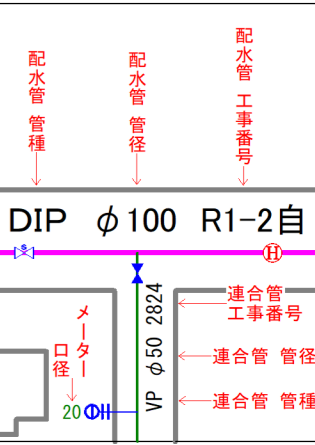 配水管 管種
配水管 管径
配水管 工事番号
DIP φ100 R1-2自
S
H
VP φ50 2824
連合管
工事番号
連合管 管径
連合管 管種
メーター
口径
20